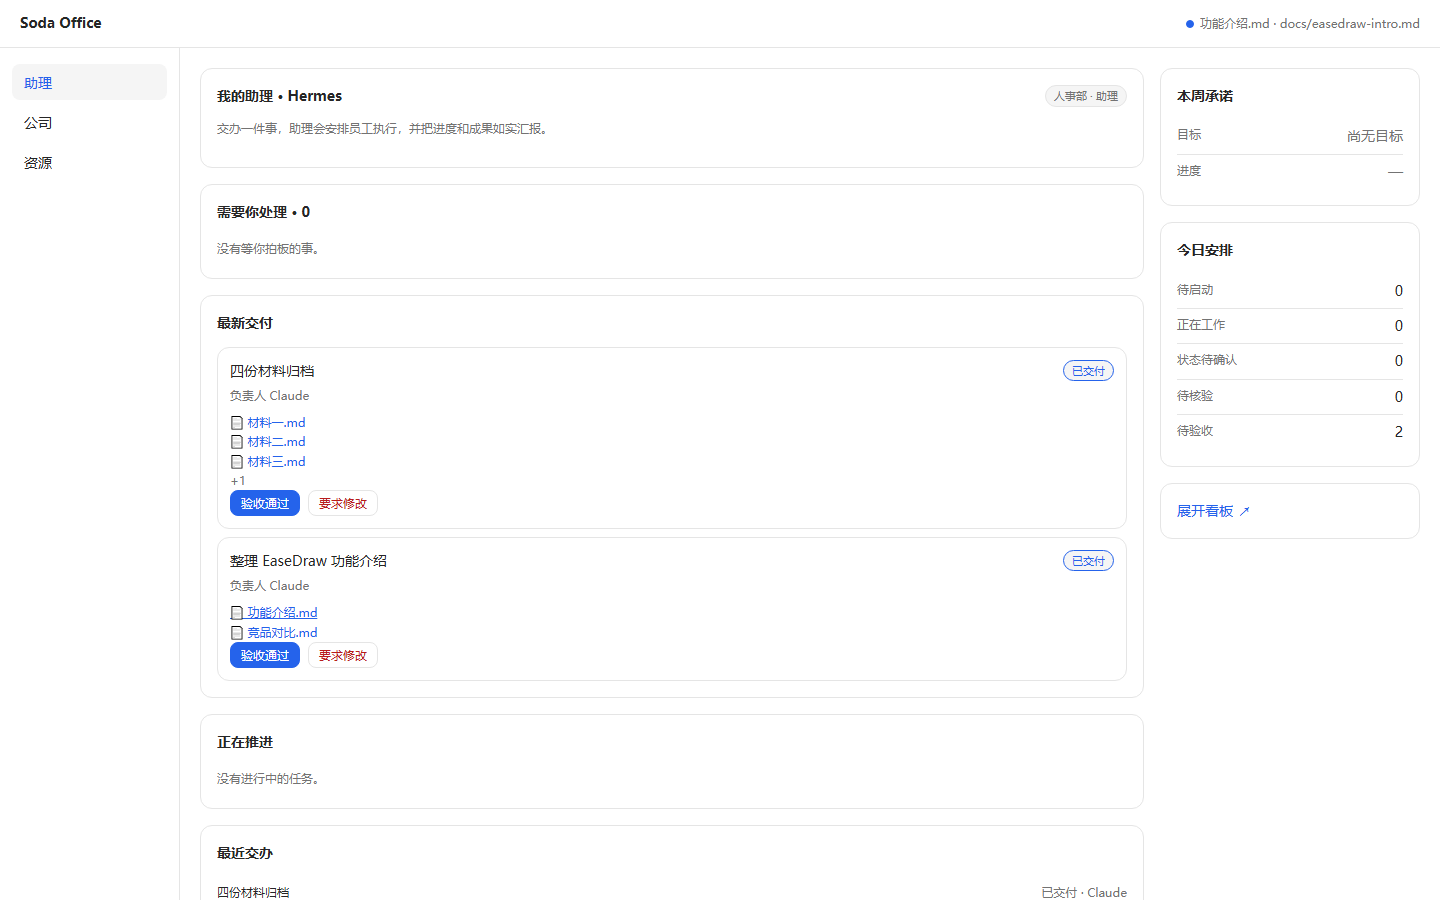 Soda Office
功能介绍.md · docs/easedraw-intro.md
助理
公司
资源
我的助理 • Hermes
人事部 · 助理
交办一件事，助理会安排员工执行，并把进度和成果如实汇报。
需要你处理 • 0
没有等你拍板的事。
最新交付
四份材料归档
已交付
负责人 Claude
材料一.md
材料二.md
材料三.md
+1
验收通过
要求修改
整理 EaseDraw 功能介绍
已交付
负责人 Claude
功能介绍.md
竞品对比.md
验收通过
要求修改
正在推进
没有进行中的任务。
最近交办
四份材料归档
已交付 · Claude
本周承诺
目标
尚无目标
进度
—
今日安排
待启动
0
正在工作
0
状态待确认
0
待核验
0
待验收
2
展开看板 ↗